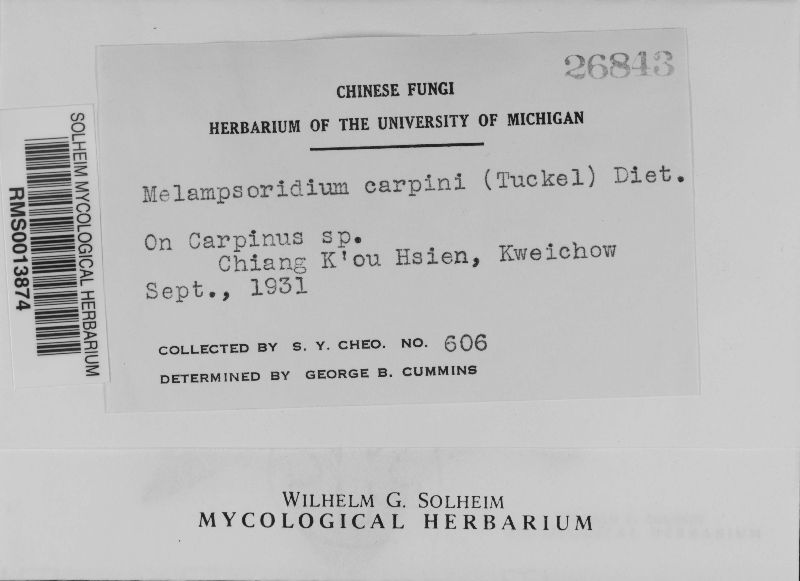 26843
CHINESE FUNGI
HERBARIUM OF THE UNIVERSITY OF MICHIGAN
Melampsoridium carpini (Tuckel) Diet.
On Carpinus sp.
Chiang K'ou Hsien, Kweichow
Sept., 1931
COLLECTED BY S. Y. CHEO. NO. 606
DETERMINED BY GEORGE B. CUMMINS
SOLHEIM MYCOLOGICAL HERBARIUM
RMS0013874
WILHELM G. SOLHEIM
MYCOLOGICAL HERBARIUM